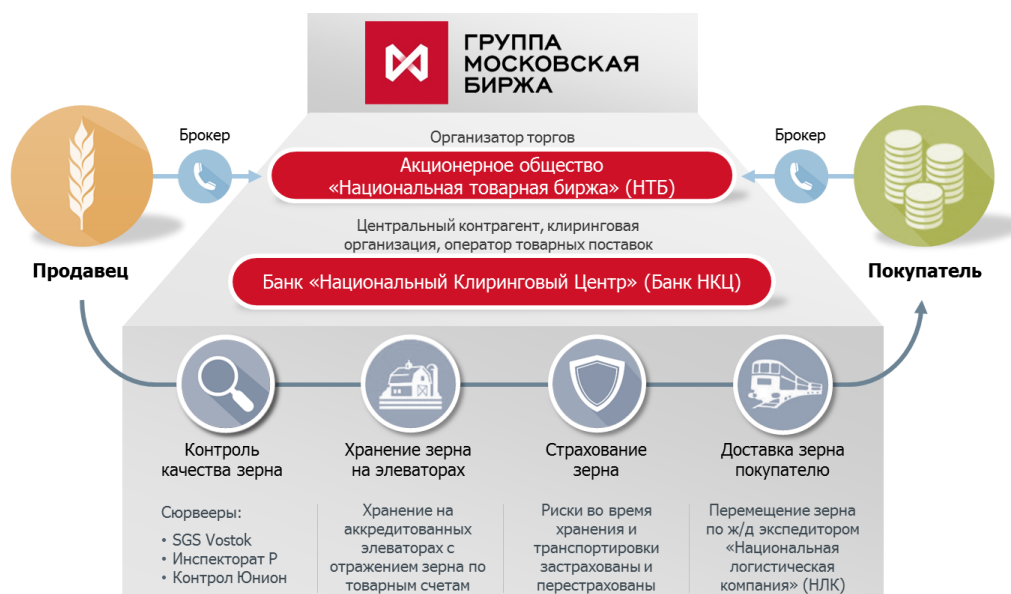 ГРУППА
МОСКОВСКАЯ
БИРЖА
Брокер
Организатор торгов
Брокер
Акционерное общество
«Национальная товарная биржа» (НТБ)
Центральный контрагент, клиринговая
организация, оператор товарных поставок
Продавец
Покупатель
Банк «Национальный Клиринговый Центр» (Банк НКЦ)
Контроль
качества зерна
Сюрвееры:
• SGS Vostok
• Инспекторат Р
• Контрол Юнион
Хранение зерна
на элеваторах
Хранение на
аккредитованных
элеваторах с
отражением зерна по
товарным счетам
Страхование
зерна
Риски во время
хранения и
транспортировки
застрахованы и
перестрахованы
Доставка зерна
покупателю
Перемещение зерна
по ж/д экспедитором
«Национальная
логистическая
компания» (НЛК)